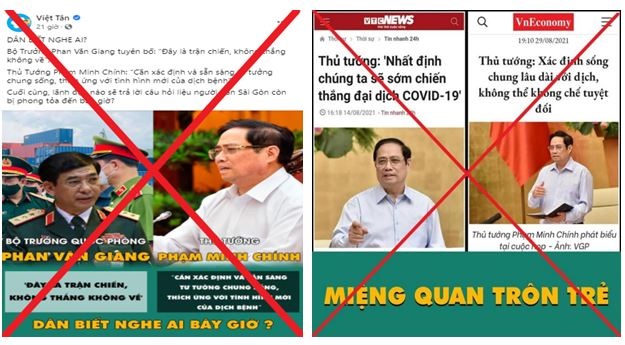 Việt Tân
21 giờ
DÂN BIẾT NGHE AI?
Bộ Trưởng Phan Văn Giang tuyên bố: "Đây là trận chiến, không thắng
không về"
Thủ Tướng Phạm Minh Chính: "Cần xác định và sẵn sàng tư tưởng
chung sống, thích ứng với tình hình mới của dịch bệnh"
Cuối cùng, lãnh đạo nào sẽ trả lời câu hỏi liệu người dân Sài Gòn còn
bị phong tỏa đến bao giờ?
BỘ TRƯỞNG QUỐC PHÒNG
PHAN VĂN GIANG
THỦ TƯỚNG
PHẠM MINH CHÍNH
"ĐÂY LÀ TRẬN CHIẾN,
KHÔNG THẮNG KHÔNG VỀ"
"CẦN XÁC ĐỊNH VÀ SẴN SÀNG
TƯ TƯỞNG CHUNG SỐNG,
THÍCH ỨNG VỚI TÌNH HÌNH MỚI
CỦA DỊCH BỆNH"
DÂN BIẾT NGHE AI BÂY GIỜ ?
VTC NEWS
Thời sự
Tin nhanh 24h
Thủ tướng: 'Nhất định
chúng ta sẽ sớm chiến
thắng đại dịch COVID-19'
16:18 14/08/2021 - Tin nhanh 24h
VnEconomy
19:10 29/08/2021
Thủ tướng: Xác định sống
chung lâu dài với dịch,
không thể khống chế tuyệt
đối
Thủ tướng Phạm Minh Chính phát biểu
tại cuộc họp - Ảnh: VGP
MIỆNG QUAN TRÔN TRẺ